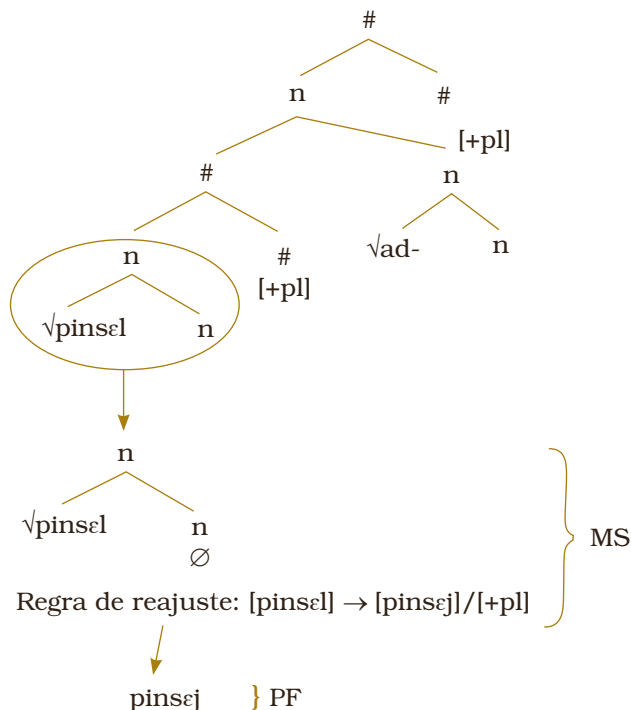 #
n #
[+pl]
# n
n # √ad- n
[+pl]
√pinsɛl n
n
√pinsɛl n
∅
MS
Regra de reajuste: [pinsɛl] → [pinsɛj]/[+pl]
pinsɛj } PF